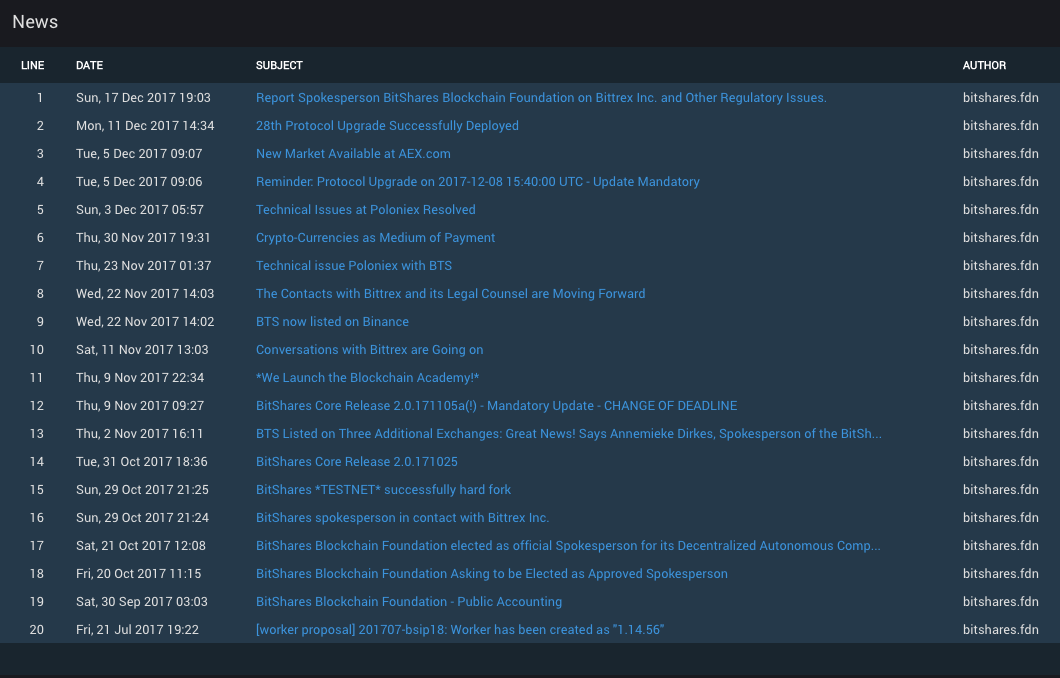 News
LINE DATE SUBJECT AUTHOR
1 Sun, 17 Dec 2017 19:03 Report Spokesperson BitShares Blockchain Foundation on Bittrex Inc. and Other Regulatory Issues. bitshares.fdn
2 Mon, 11 Dec 2017 14:34 28th Protocol Upgrade Successfully Deployed bitshares.fdn
3 Tue, 5 Dec 2017 09:07 New Market Available at AEX.com bitshares.fdn
4 Tue, 5 Dec 2017 09:06 Reminder: Protocol Upgrade on 2017-12-08 15:40:00 UTC - Update Mandatory bitshares.fdn
5 Sun, 3 Dec 2017 05:57 Technical Issues at Poloniex Resolved bitshares.fdn
6 Thu, 30 Nov 2017 19:31 Crypto-Currencies as Medium of Payment bitshares.fdn
7 Thu, 23 Nov 2017 01:37 Technical issue Poloniex with BTS bitshares.fdn
8 Wed, 22 Nov 2017 14:03 The Contacts with Bittrex and its Legal Counsel are Moving Forward bitshares.fdn
9 Wed, 22 Nov 2017 14:02 BTS now listed on Binance bitshares.fdn
10 Sat, 11 Nov 2017 13:03 Conversations with Bittrex are Going on bitshares.fdn
11 Thu, 9 Nov 2017 22:34 *We Launch the Blockchain Academy!* bitshares.fdn
12 Thu, 9 Nov 2017 09:27 BitShares Core Release 2.0.171105a(!) - Mandatory Update - CHANGE OF DEADLINE bitshares.fdn
13 Thu, 2 Nov 2017 16:11 BTS Listed on Three Additional Exchanges: Great News! Says Annemieke Dirkes, Spokesperson of the BitSh... bitshares.fdn
14 Tue, 31 Oct 2017 18:36 BitShares Core Release 2.0.171025 bitshares.fdn
15 Sun, 29 Oct 2017 21:25 BitShares *TESTNET* successfully hard fork bitshares.fdn
16 Sun, 29 Oct 2017 21:24 BitShares spokesperson in contact with Bittrex Inc. bitshares.fdn
17 Sat, 21 Oct 2017 12:08 BitShares Blockchain Foundation elected as official Spokesperson for its Decentralized Autonomous Comp... bitshares.fdn
18 Fri, 20 Oct 2017 11:15 BitShares Blockchain Foundation Asking to be Elected as Approved Spokesperson bitshares.fdn
19 Sat, 30 Sep 2017 03:03 BitShares Blockchain Foundation - Public Accounting bitshares.fdn
20 Fri, 21 Jul 2017 19:22 [worker proposal] 201707-bsip18: Worker has been created as "1.14.56" bitshares.fdn